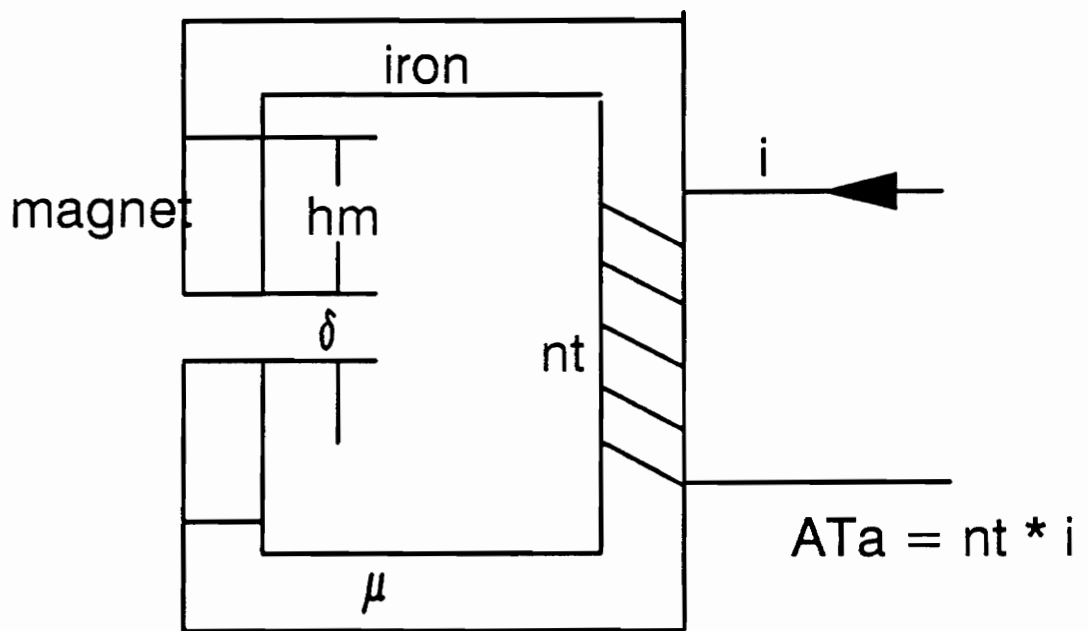 iron
i
magnet
hm
δ
nt
ATa = nt * i
μ